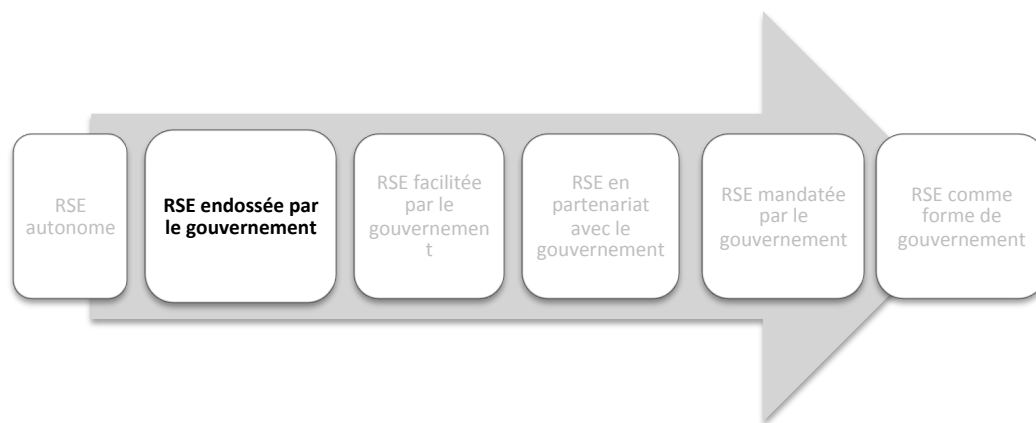 RSE
autonome
RSE endossée par
le gouvernement
RSE facilitée
par le
gouvernemen
t
RSE en
partenariat
avec le
gouvernement
RSE mandatée
par le
gouvernement
RSE comme
forme de
gouvernement